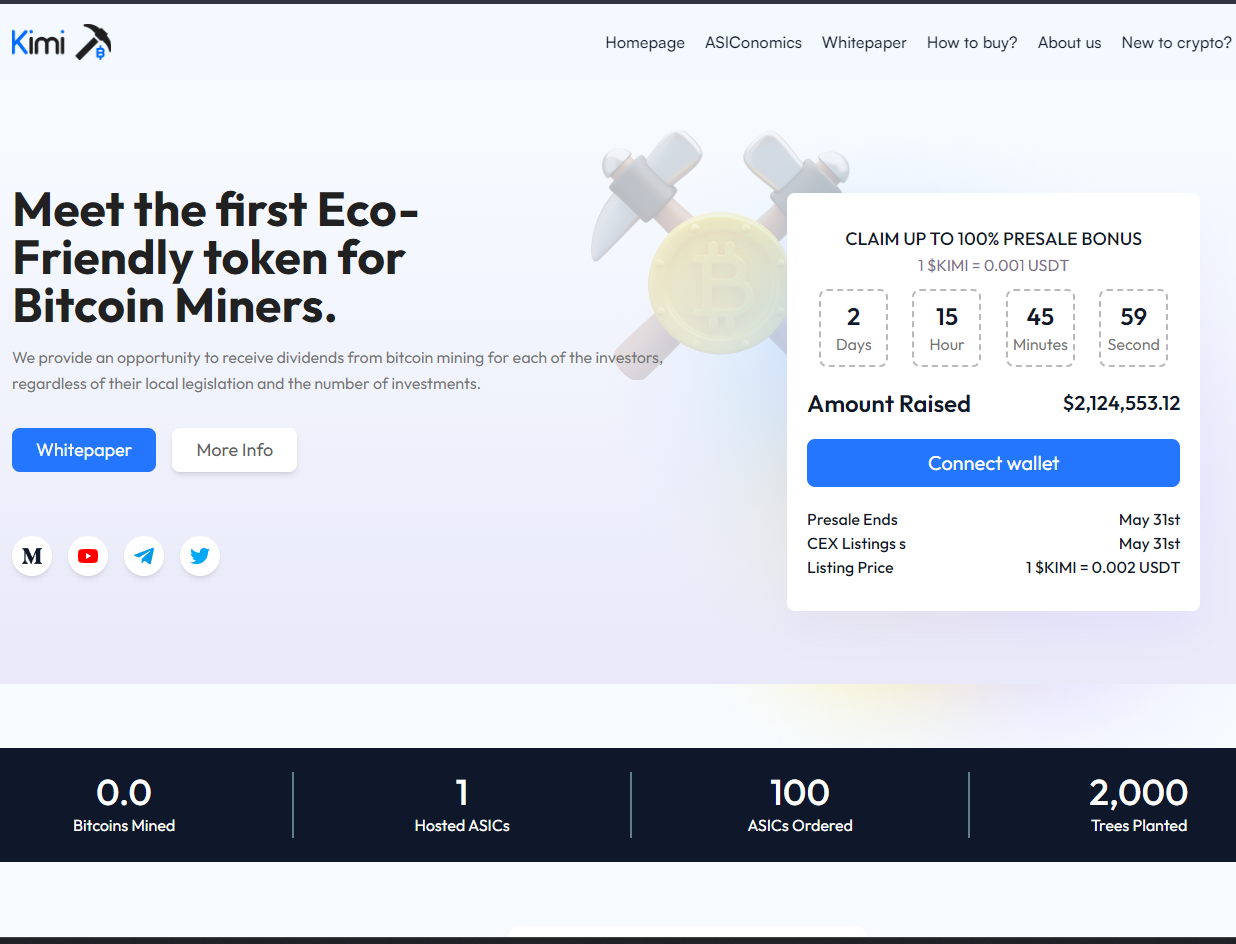 Kimi
Homepage ASIConomics Whitepaper How to buy? About us New to crypto?
Meet the first Eco-
Friendly token for
Bitcoin Miners.
We provide an opportunity to receive dividends from bitcoin mining for each of the investors,
regardless of their local legislation and the number of investments.
Whitepaper More Info
CLAIM UP TO 100% PRESALE BONUS
1 $KIMI = 0.001 USDT
2 15 45 59
Days Hour Minutes Second
Amount Raised $2,124,553.12
Connect wallet
Presale Ends May 31st
CEX Listings s May 31st
Listing Price 1 $KIMI = 0.002 USDT
0.0 1 100 2,000
Bitcoins Mined Hosted ASICs ASICs Ordered Trees Planted